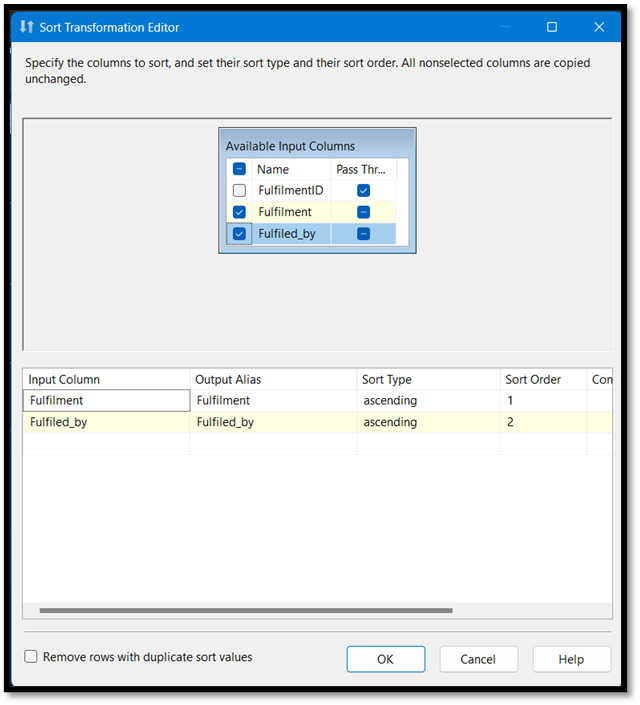 Sort Transformation Editor
Specify the columns to sort, and set their sort type and their sort order. All nonselected columns are copied
unchanged.
Available Input Columns
Name Pass Thr...
FulfilmentID
Fulfilment
Fulfiled_by
Input Column Output Alias Sort Type Sort Order Con
Fulfilment Fulfilment ascending 1
Fulfiled_by Fulfiled_by ascending 2
Remove rows with duplicate sort values
OK Cancel Help